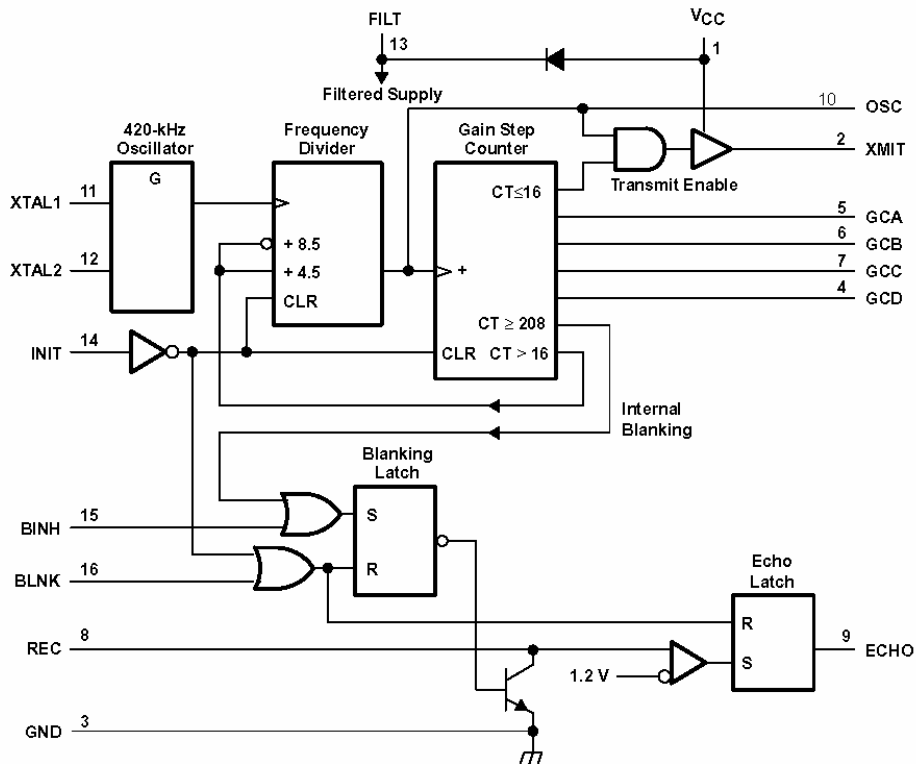 FILT
VCC
13
1
Filtered Supply
10
OSC
420-kHz
Oscillator
Frequency
Divider
Gain Step
Counter
2
XMIT
G
Transmit Enable
XTAL1
11
CT≤16
5
GCA
+ 8.5
6
GCB
XTAL2
12
+ 4.5
+
7
GCC
CLR
4
GCD
CT ≥ 208
INIT
14
CLR
CT > 16
Internal
Blanking
Blanking
Latch
BINH
15
S
BLNK
16
R
Echo
Latch
R
REC
8
9
ECHO
1.2 V
S
GND
3